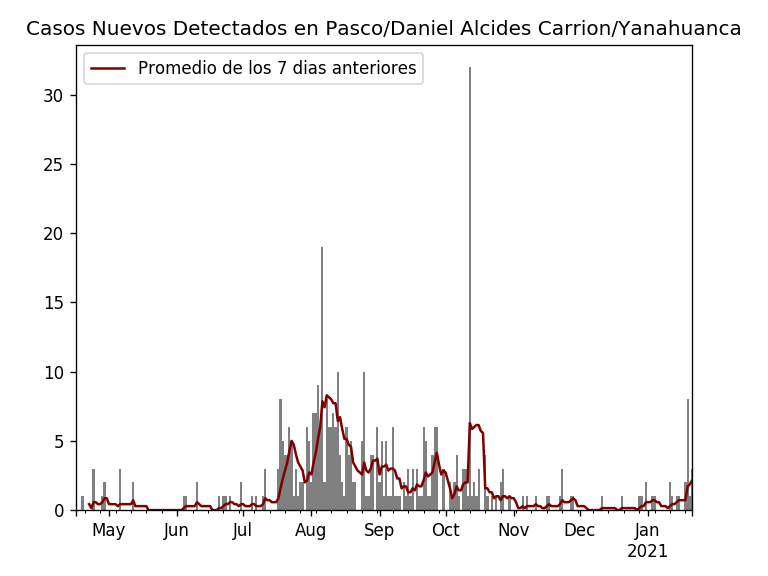 Casos Nuevos Detectados en Pasco/Daniel Alcides Carrion/Yanahuanca
Promedio de los 7 dias anteriores
30
25
20
15
10
5
0
May Jun Jul Aug Sep Oct Nov Dec Jan
2021